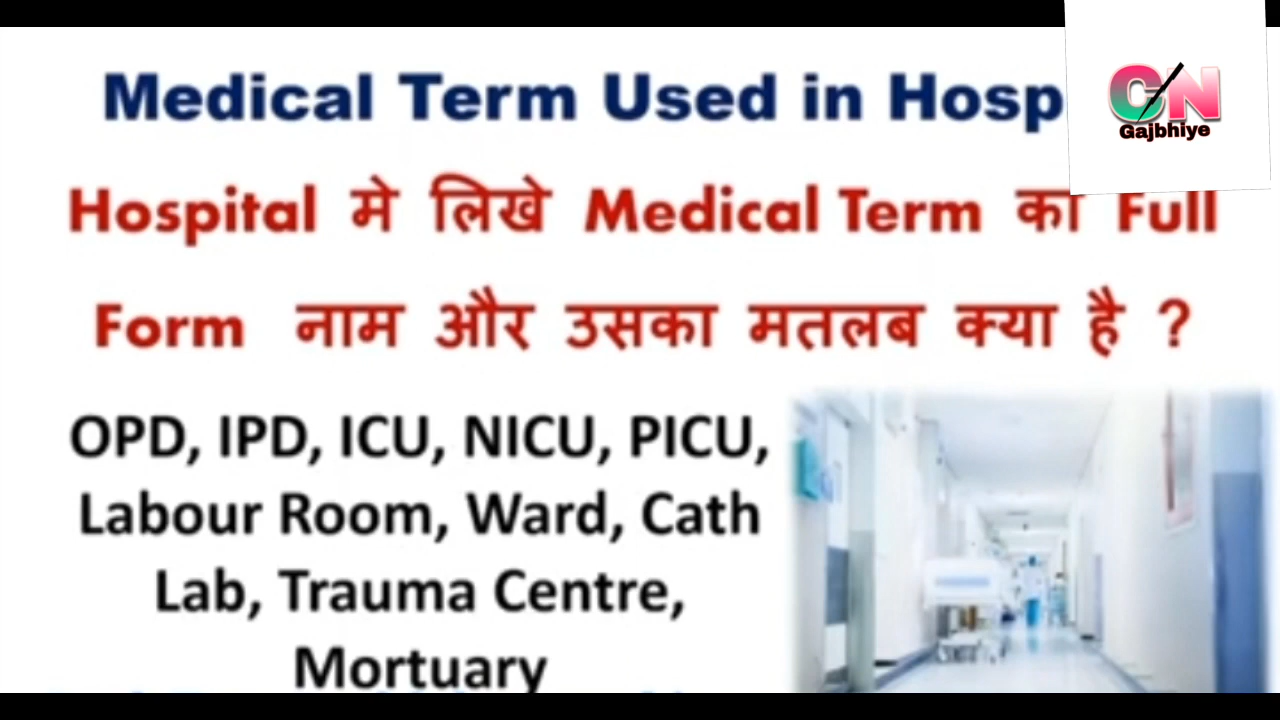 Medical Term Used in Hosp
CN
Gajbhiye
Hospital मे लिखे Medical Term का Full
Form नाम और उसका मतलब क्या है ?
OPD, IPD, ICU, NICU, PICU,
Labour Room, Ward, Cath
Lab, Trauma Centre,
Mortuary